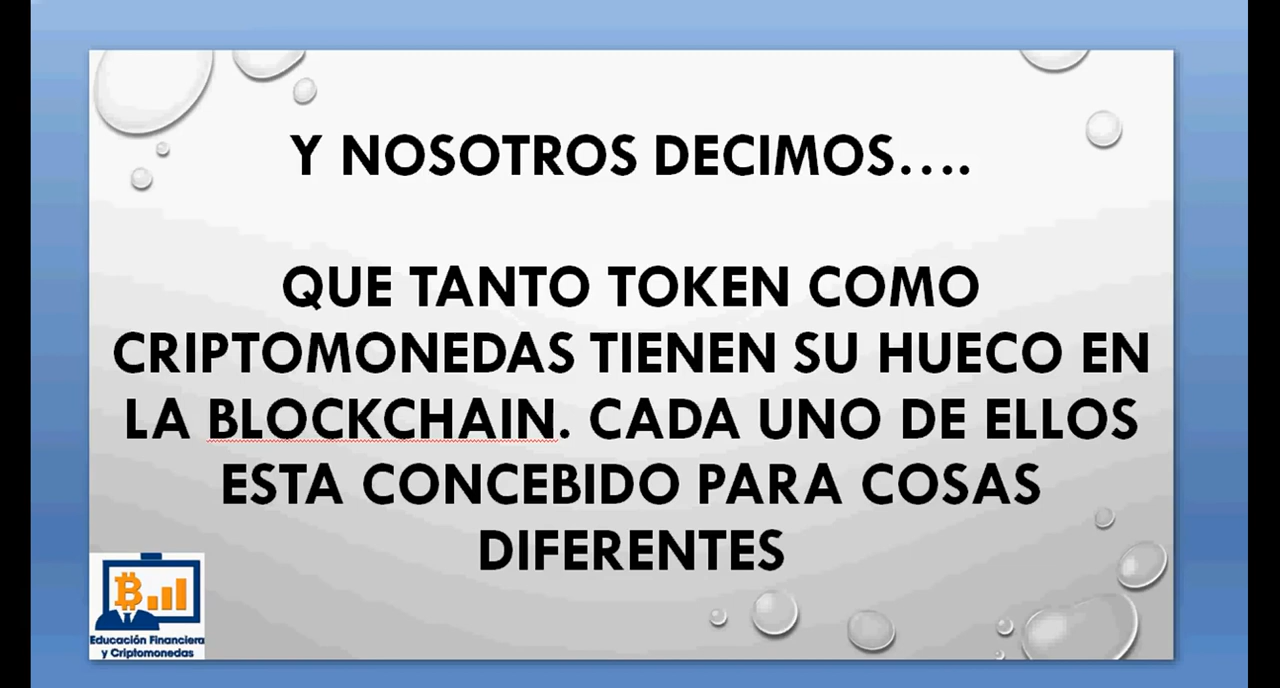 Y NOSOTROS DECIMOS....
QUE TANTO TOKEN COMO
CRIPTOMONEDAS TIENEN SU HUECO EN
LA BLOCKCHAIN. CADA UNO DE ELLOS
ESTA CONCEBIDO PARA COSAS
DIFERENTES
Educación Financiera
y Criptomonedas